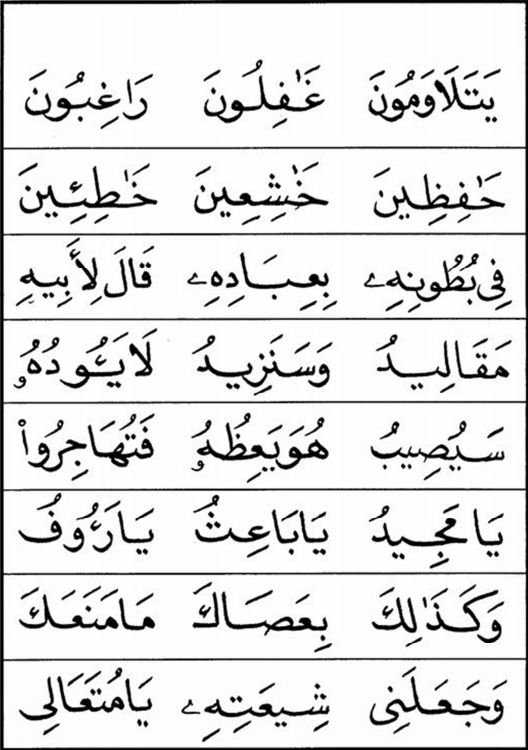 يَتَلَاوَمُونَ غَٰفِلُونَ رَاغِبُونَ
حَٰفِظِينَ خَٰشِعِينَ خَٰطِئِينَ
فِى بُطُونِهِۦ بِعِبَادِهِۦ قَالَ لِأَبِيهِ
مَقَالِيدُ وَسَنَزِيدُ لَا يَـُٔودُهُۥ
سَيُصِيبُ هُوَ يَعِظُهُۥ فَتُهَاجِرُوا۟
يَا مَجِيدُ يَا بَاعِثُ يَا رَءُوفُ
وَكَذَٰلِكَ بِعَصَاكَ مَا مَنَعَكَ
وَجَعَلَنِى شِيعَتِهِۦ يَا مُتَعَالِى